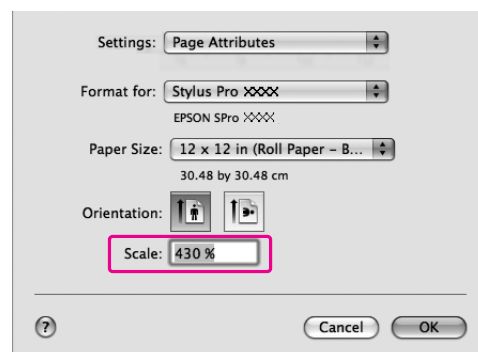 Settings: Page Attributes
Format for: Stylus Pro XXXX
EPSON SPro XXXX
Paper Size: 12 x 12 in (Roll Paper – B...
30.48 by 30.48 cm
Orientation:
Scale: 430 %
? Cancel OK